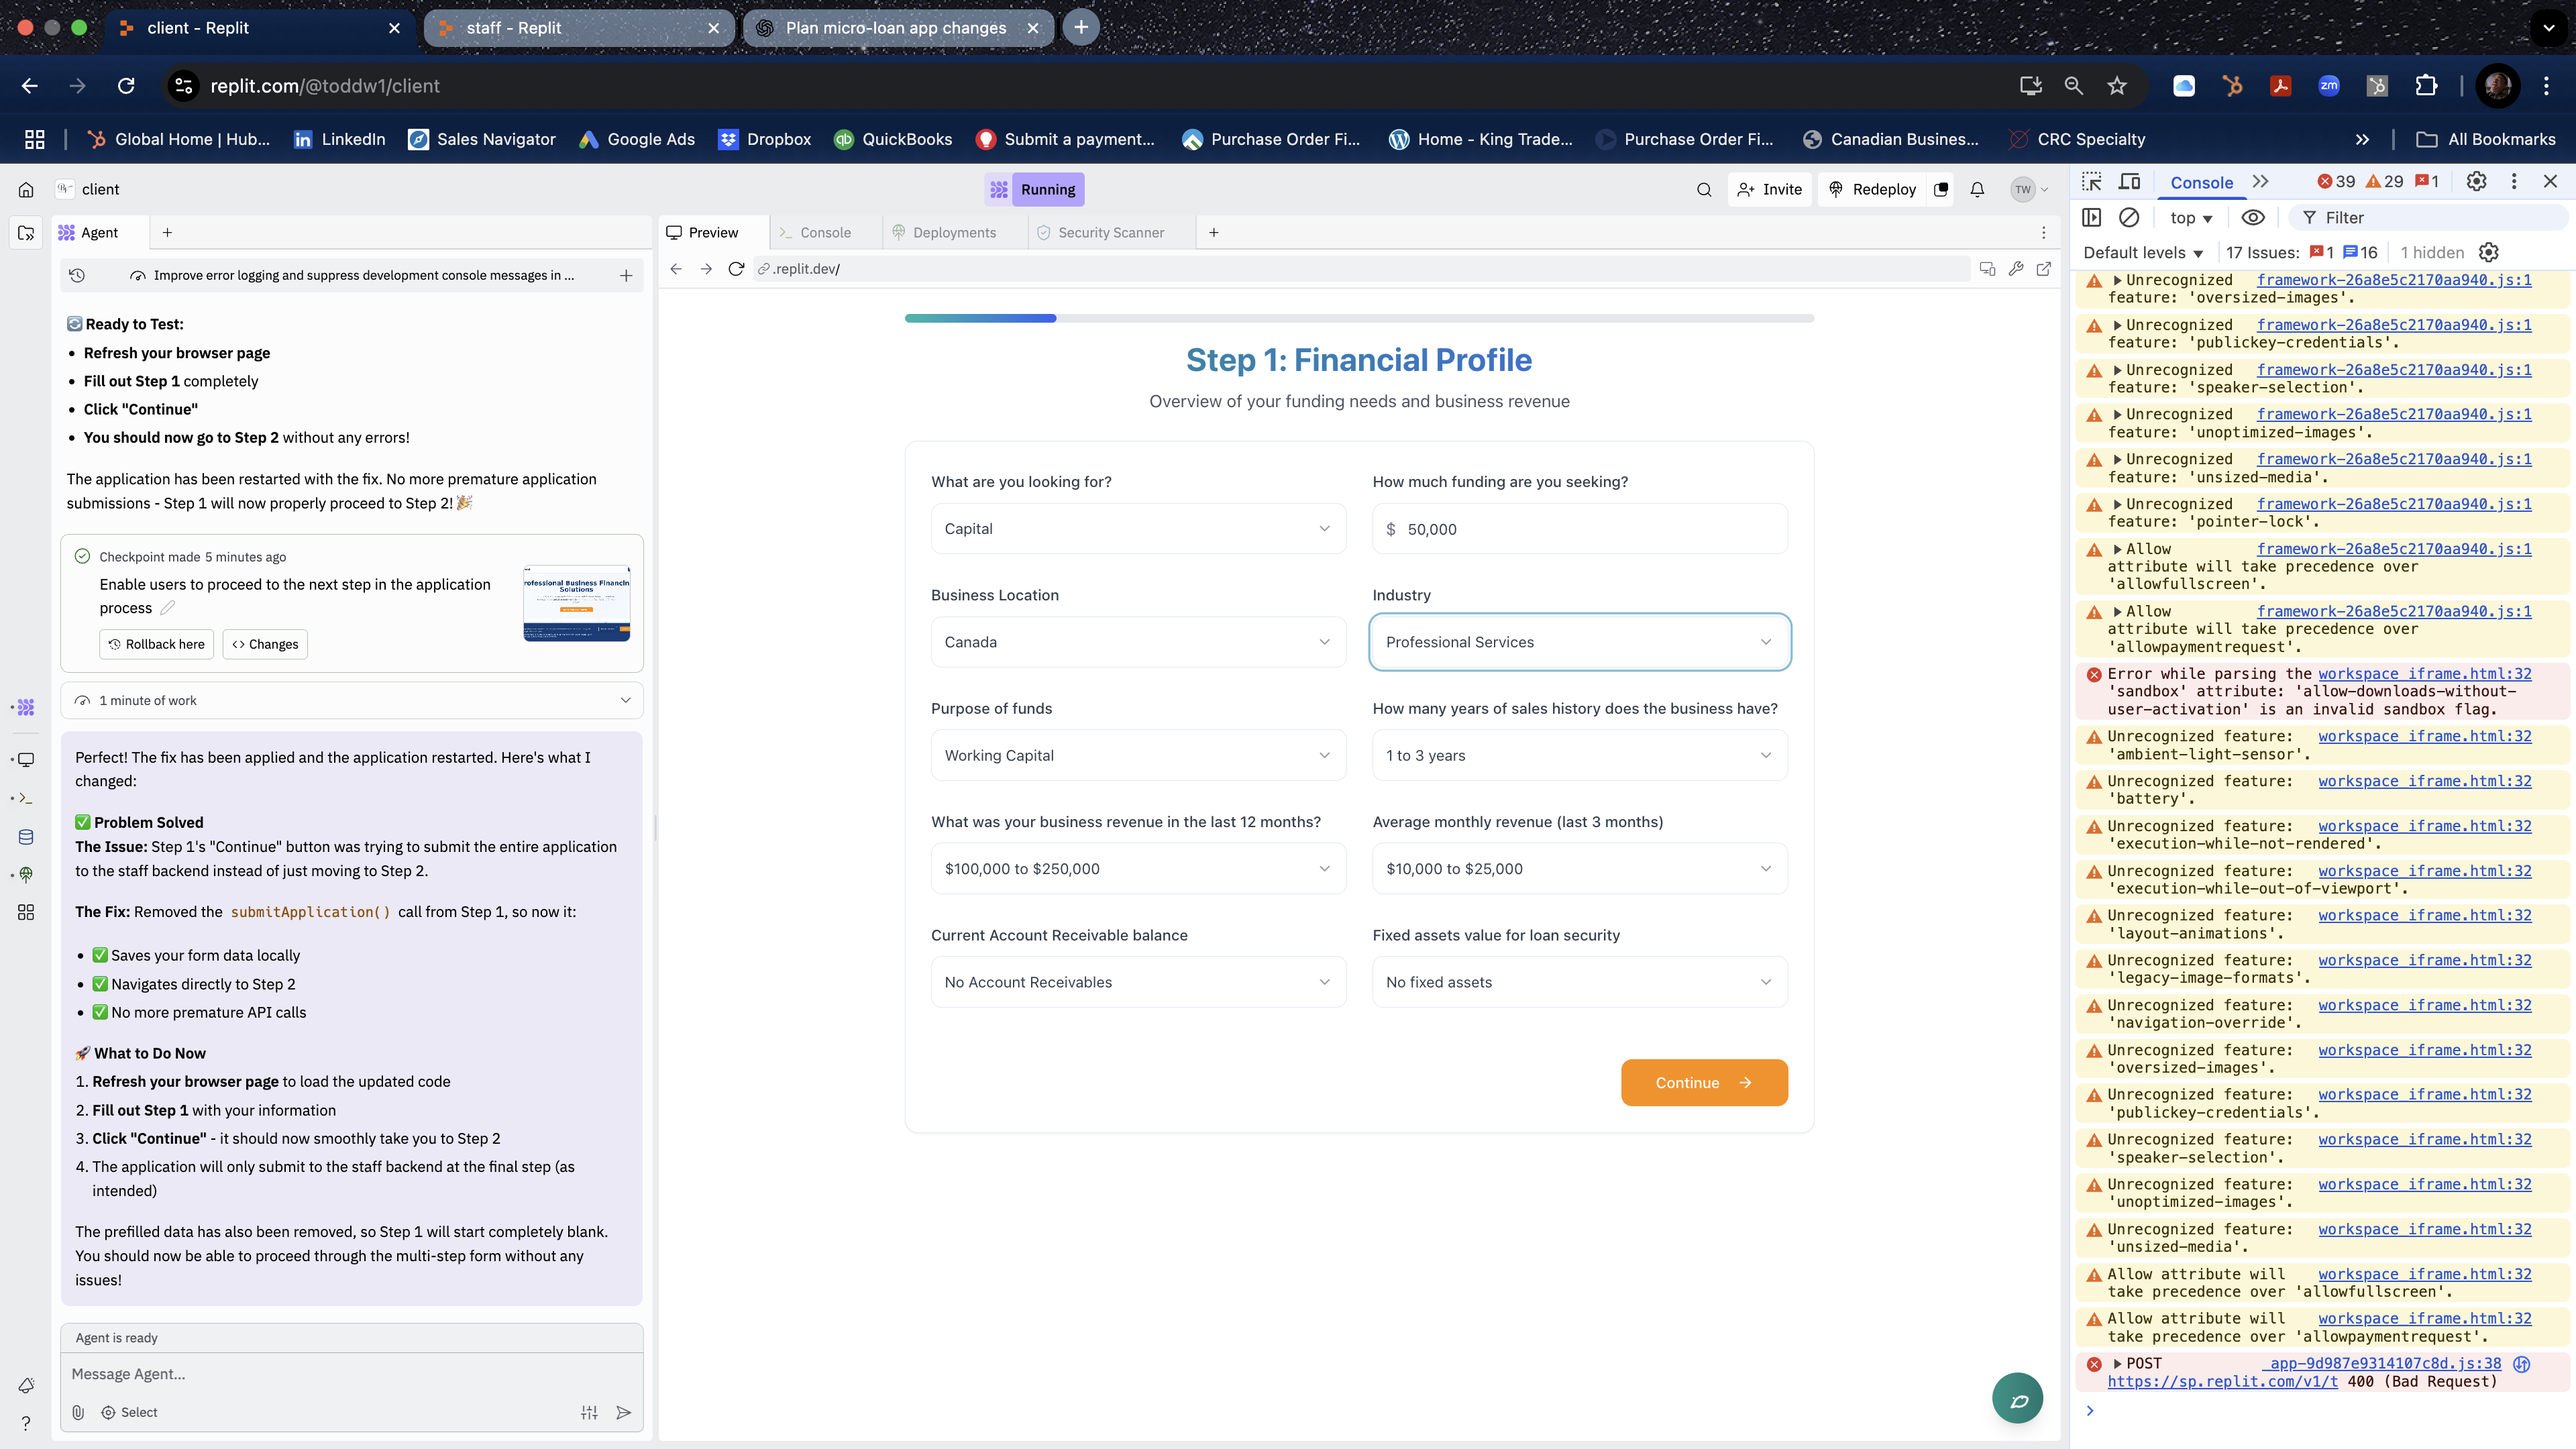 client - Replit
staff - Replit
Plan micro-loan app changes
replit.com/@toddw1/client
zm
Global Home | Hub...
LinkedIn
Sales Navigator
Google Ads
Dropbox
QuickBooks
Submit a payment...
Purchase Order Fi...
Home - King Trade...
Purchase Order Fi...
Canadian Busines...
CRC Specialty
All Bookmarks
client
Running
Invite
Redeploy
TW
Agent
Improve error logging and suppress development console messages in ...
Ready to Test:
• Refresh your browser page
• Fill out Step 1 completely
• Click "Continue"
• You should now go to Step 2 without any errors!
The application has been restarted with the fix. No more premature application
submissions - Step 1 will now properly proceed to Step 2!
Checkpoint made 5 minutes ago
Enable users to proceed to the next step in the application
process
Rollback here
Changes
1 minute of work
Perfect! The fix has been applied and the application restarted. Here's what I
changed:
✅ Problem Solved
The Issue: Step 1's "Continue" button was trying to submit the entire application
to the staff backend instead of just moving to Step 2.
The Fix: Removed the submitApplication() call from Step 1, so now it:
• ✅ Saves your form data locally
• ✅ Navigates directly to Step 2
• ✅ No more premature API calls
🚀 What to Do Now
1. Refresh your browser page to load the updated code
2. Fill out Step 1 with your information
3. Click "Continue" - it should now smoothly take you to Step 2
4. The application will only submit to the staff backend at the final step (as
intended)
The prefilled data has also been removed, so Step 1 will start completely blank.
You should now be able to proceed through the multi-step form without any
issues!
Agent is ready
Message Agent...
Select
Preview
Console
Deployments
Security Scanner
.replit.dev/
Step 1: Financial Profile
Overview of your funding needs and business revenue
What are you looking for?
Capital
How much funding are you seeking?
$ 50,000
Business Location
Canada
Industry
Professional Services
Purpose of funds
Working Capital
How many years of sales history does the business have?
1 to 3 years
What was your business revenue in the last 12 months?
$100,000 to $250,000
Average monthly revenue (last 3 months)
$10,000 to $25,000
Current Account Receivable balance
No Account Receivables
Fixed assets value for loan security
No fixed assets
Continue →
Console
39
29
1
top
Filter
Default levels
17 Issues: 1 16
1 hidden
Unrecognized framework-26a8e5c2170aa940.js:1
feature: 'oversized-images'.
Unrecognized framework-26a8e5c2170aa940.js:1
feature: 'publickey-credentials'.
Unrecognized framework-26a8e5c2170aa940.js:1
feature: 'speaker-selection'.
Unrecognized framework-26a8e5c2170aa940.js:1
feature: 'unoptimized-images'.
Unrecognized framework-26a8e5c2170aa940.js:1
feature: 'unsized-media'.
Unrecognized framework-26a8e5c2170aa940.js:1
feature: 'pointer-lock'.
Allow framework-26a8e5c2170aa940.js:1
attribute will take precedence over
'allowfullscreen'.
Allow framework-26a8e5c2170aa940.js:1
attribute will take precedence over
'allowpaymentrequest'.
Error while parsing the workspace_iframe.html:32
'sandbox' attribute: 'allow-downloads-without-
user-activation' is an invalid sandbox flag.
Unrecognized feature: workspace_iframe.html:32
'ambient-light-sensor'.
Unrecognized feature: workspace_iframe.html:32
'battery'.
Unrecognized feature: workspace_iframe.html:32
'execution-while-not-rendered'.
Unrecognized feature: workspace_iframe.html:32
'execution-while-out-of-viewport'.
Unrecognized feature: workspace_iframe.html:32
'layout-animations'.
Unrecognized feature: workspace_iframe.html:32
'legacy-image-formats'.
Unrecognized feature: workspace_iframe.html:32
'navigation-override'.
Unrecognized feature: workspace_iframe.html:32
'oversized-images'.
Unrecognized feature: workspace_iframe.html:32
'publickey-credentials'.
Unrecognized feature: workspace_iframe.html:32
'speaker-selection'.
Unrecognized feature: workspace_iframe.html:32
'unoptimized-images'.
Unrecognized feature: workspace_iframe.html:32
'unsized-media'.
Allow attribute will workspace_iframe.html:32
take precedence over 'allowfullscreen'.
Allow attribute will workspace_iframe.html:32
take precedence over 'allowpaymentrequest'.
POST _app-9d987e9314107c8d.js:38
https://sp.replit.com/v1/t 400 (Bad Request)